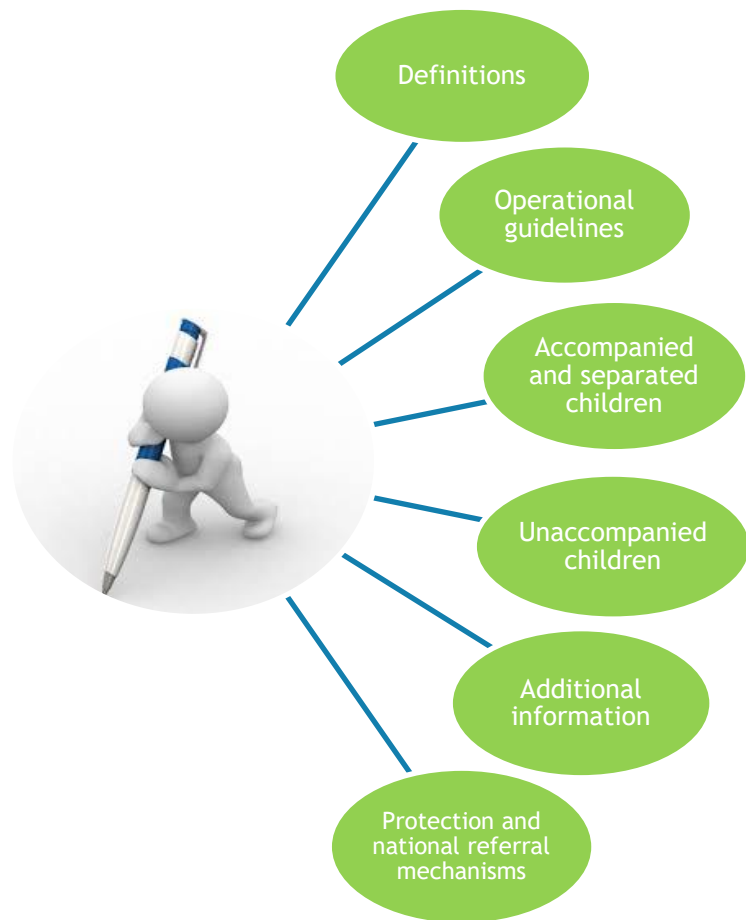 Definitions
Operational
guidelines
Accompanied
and separated
children
Unaccompanied
children
Additional
information
Protection and
national referral
mechanisms